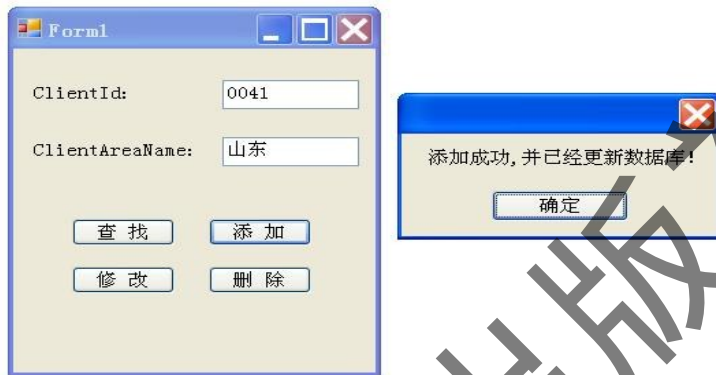 Form1
ClientId: 0041
ClientAreaName: 山东
查 找 添 加
修 改 删 除
添加成功,并已经更新数据库!
确定
版